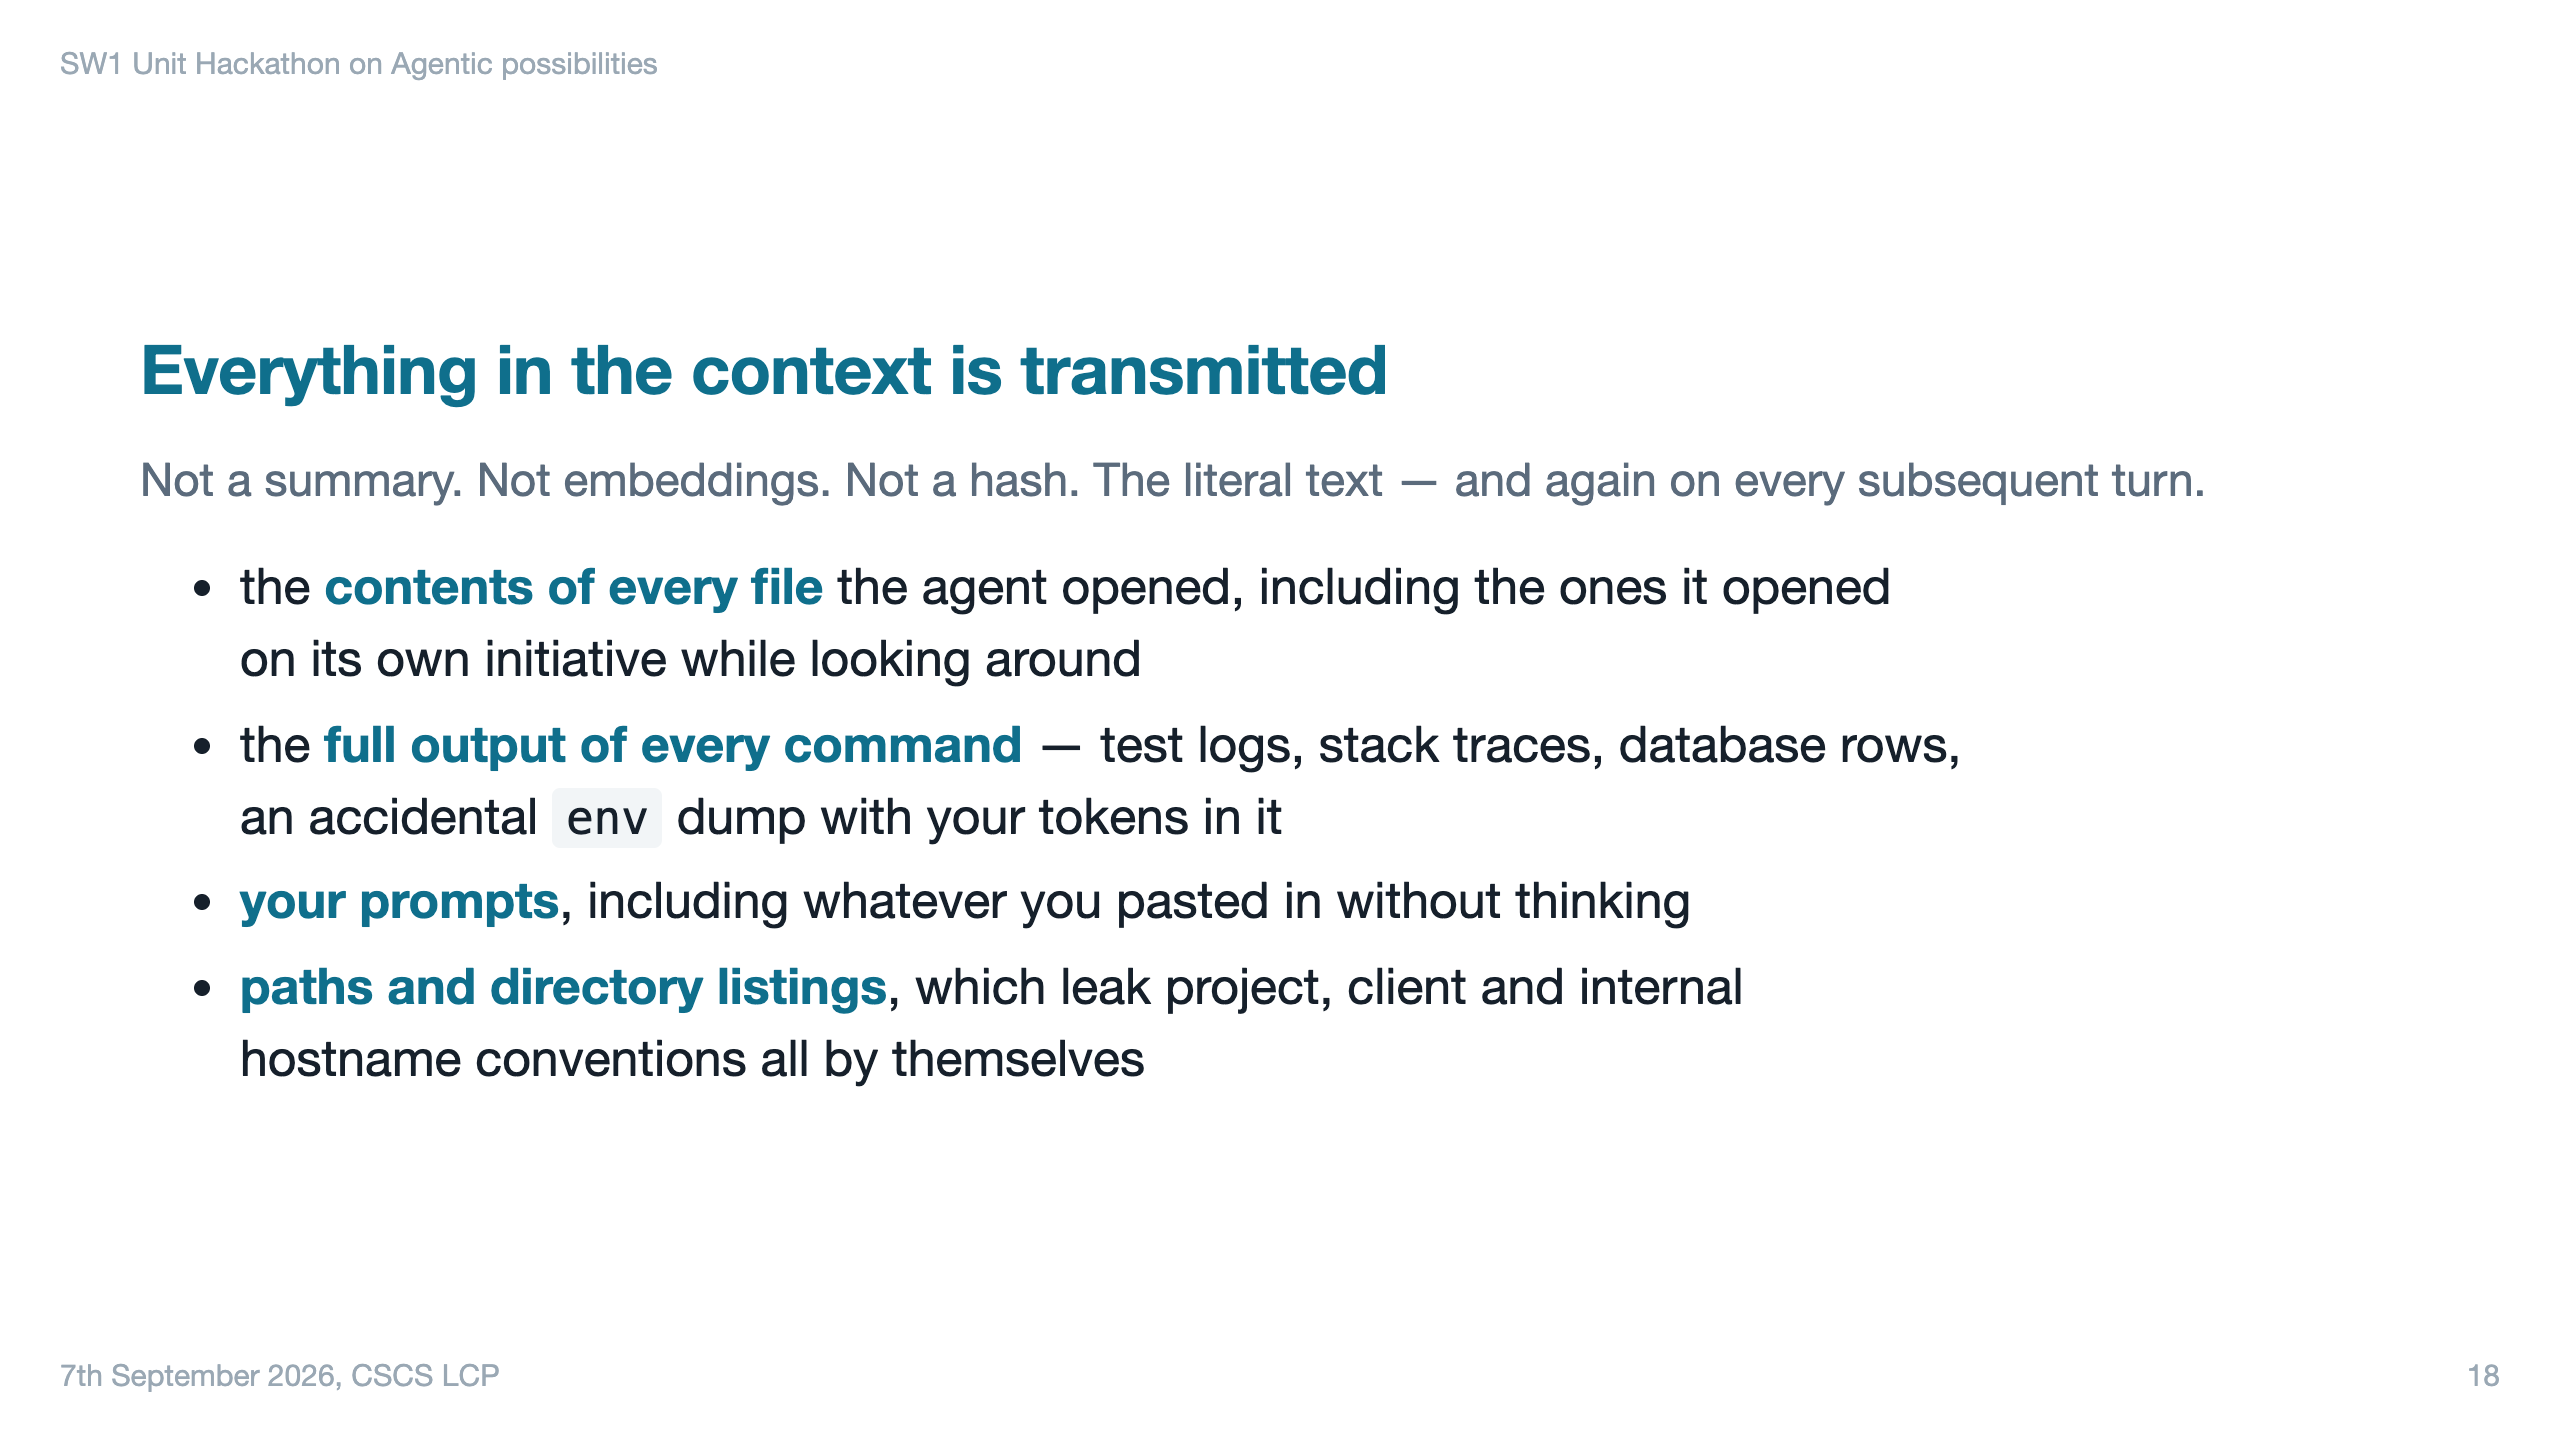 SW1 Unit Hackathon on Agentic possibilities
Everything in the context is transmitted
Not a summary. Not embeddings. Not a hash. The literal text — and again on every subsequent turn.
• the contents of every file the agent opened, including the ones it opened
on its own initiative while looking around
• the full output of every command — test logs, stack traces, database rows,
an accidental env dump with your tokens in it
• your prompts, including whatever you pasted in without thinking
• paths and directory listings, which leak project, client and internal
hostname conventions all by themselves
7th September 2026, CSCS LCP
18